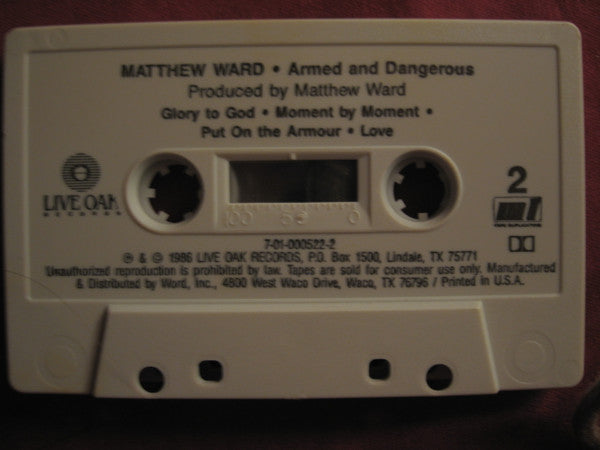 MATTHEW WARD • Armed and Dangerous
Produced by Matthew Ward
Glory to God • Moment by Moment •
Put On the Armour • Love
LIVE OAK
RECORDS
2
100 50 0
7-01-000522-2
℗ & © 1986 LIVE OAK RECORDS, P.O. Box 1500, Lindale, TX 75771
Unauthorized reproduction is prohibited by law. Tapes are sold for consumer use only. Manufactured
& Distributed by Word, Inc., 4800 West Waco Drive, Waco, TX 76796 / Printed in U.S.A.